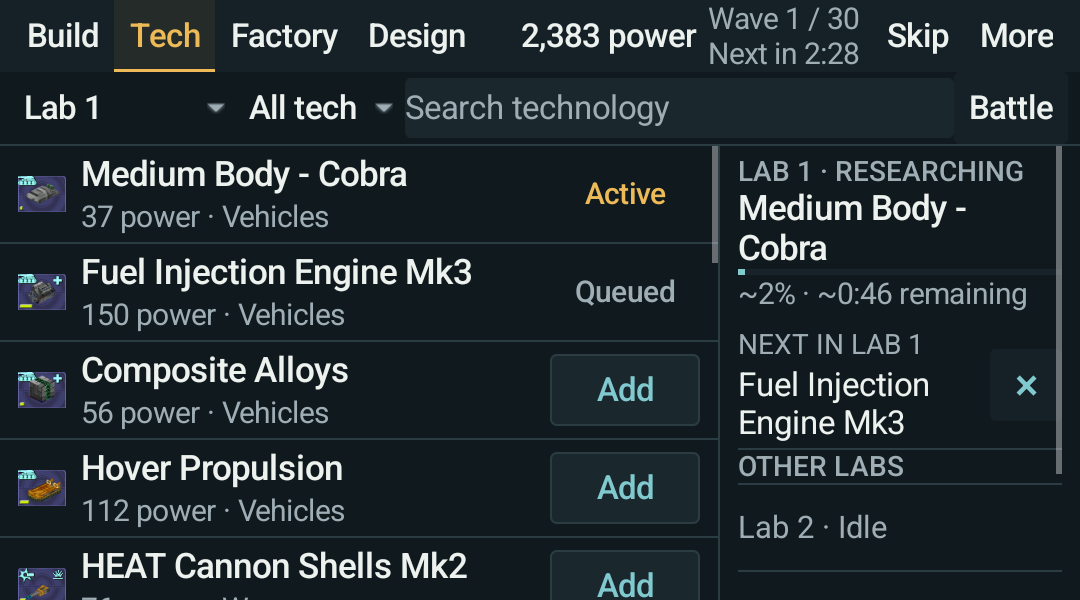 Build Tech Factory Design 2,383 power Wave 1 / 30 Next in 2:28 Skip More
Lab 1 All tech Search technology Battle
Medium Body - Cobra
37 power · Vehicles
Active
Fuel Injection Engine Mk3
150 power · Vehicles
Queued
Composite Alloys
56 power · Vehicles
Add
Hover Propulsion
112 power · Vehicles
Add
HEAT Cannon Shells Mk2
Add
LAB 1 · RESEARCHING
Medium Body -
Cobra
~2% · ~0:46 remaining
NEXT IN LAB 1
Fuel Injection
Engine Mk3
×
OTHER LABS
Lab 2 · Idle